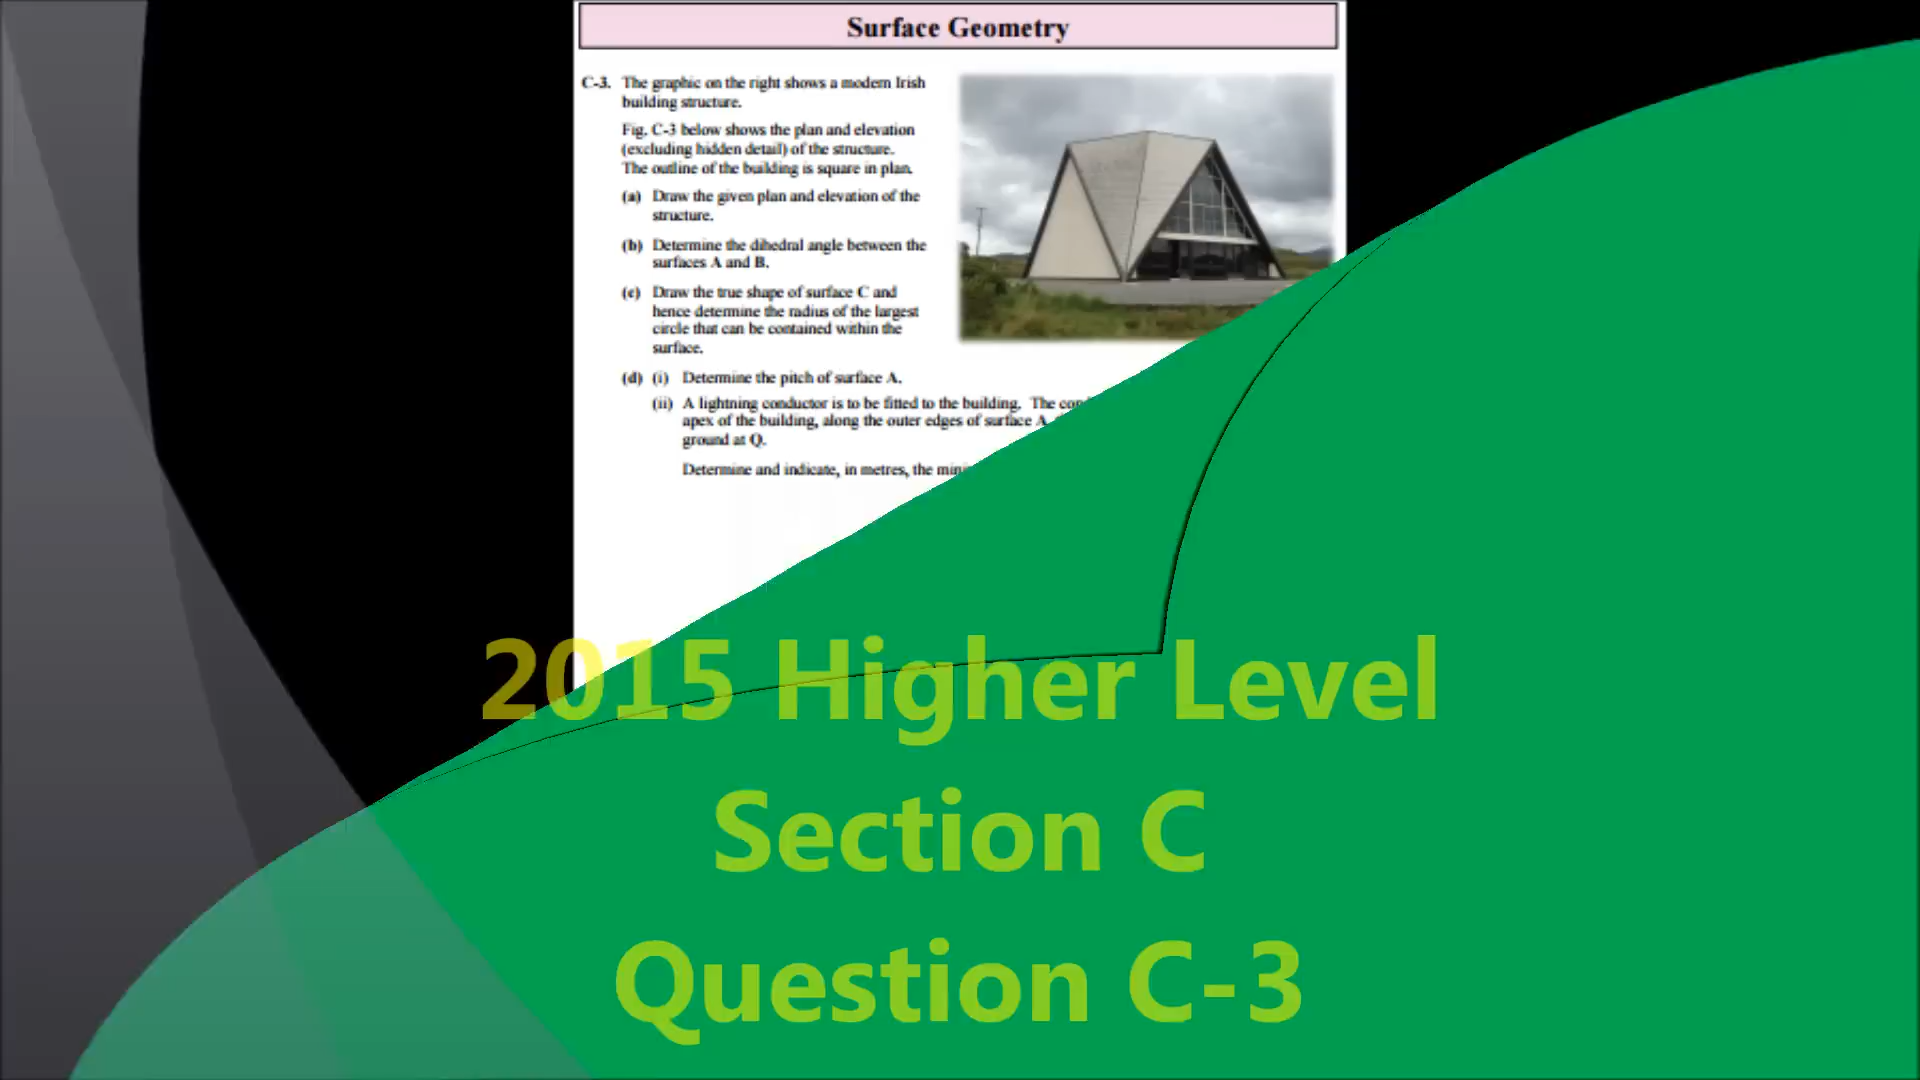 Surface Geometry
C-3. The graphic on the right shows a modern Irish
building structure.
Fig. C-3 below shows the plan and elevation
(excluding hidden detail) of the structure.
The outline of the building is square in plan.
(a) Draw the given plan and elevation of the
structure.
(b) Determine the dihedral angle between the
surfaces A and B.
(c) Draw the true shape of surface C and
hence determine the radius of the largest
circle that can be contained within the
surface.
(d) (i) Determine the pitch of surface A.
(ii) A lightning conductor is to be fitted to the building. The
apex of the building, along the outer edges of surface A
ground at Q.
Determine and indicate, in metres, the
2015 Higher Level
Section C
Question C-3